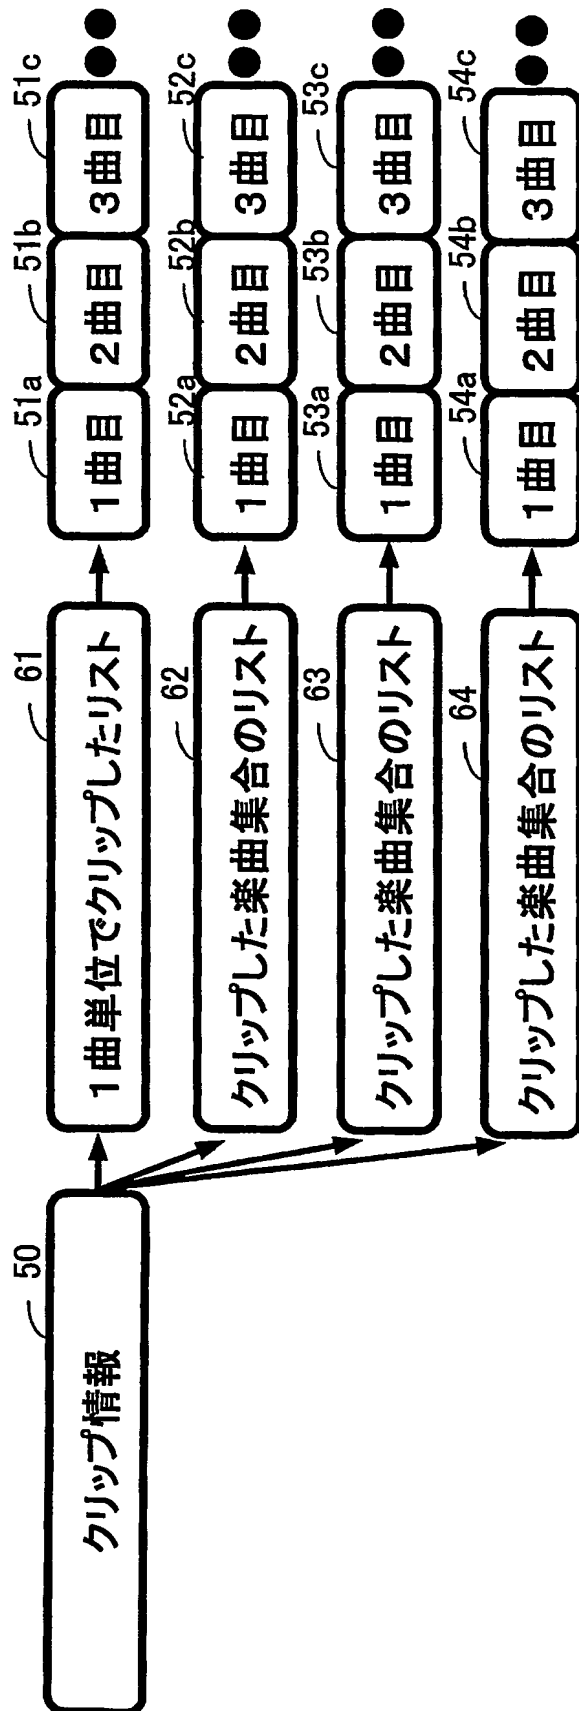 50
クリップ情報
61
1曲単位でクリップしたリスト
51a
1曲目
51b
2曲目
51c
3曲目
62
クリップした楽曲集合のリスト
52a
1曲目
52b
2曲目
52c
3曲目
63
クリップした楽曲集合のリスト
53a
1曲目
53b
2曲目
53c
3曲目
64
クリップした楽曲集合のリスト
54a
1曲目
54b
2曲目
54c
3曲目